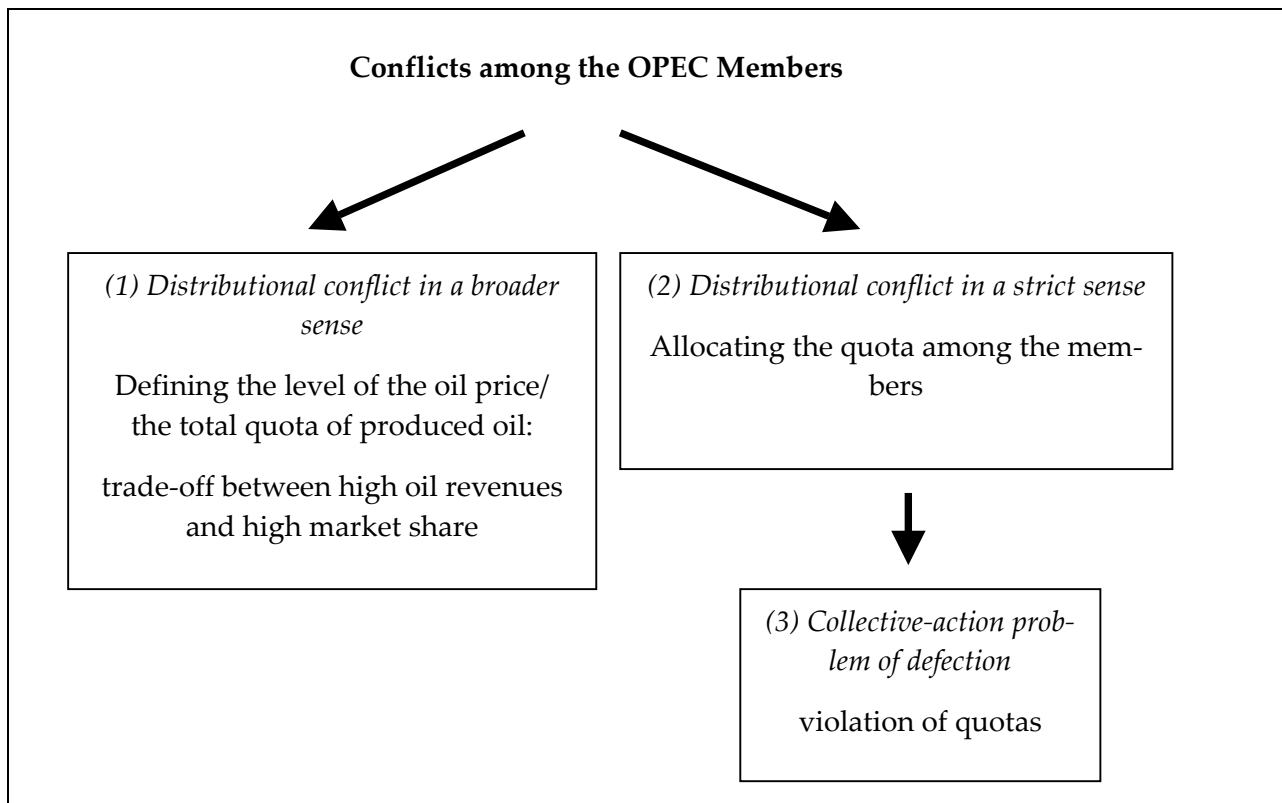 Conflicts among the OPEC Members
(1) Distributional conflict in a broader
sense
Defining the level of the oil price/
the total quota of produced oil:
trade-off between high oil revenues
and high market share
(2) Distributional conflict in a strict sense
Allocating the quota among the mem-
bers
(3) Collective-action prob-
lem of defection
violation of quotas